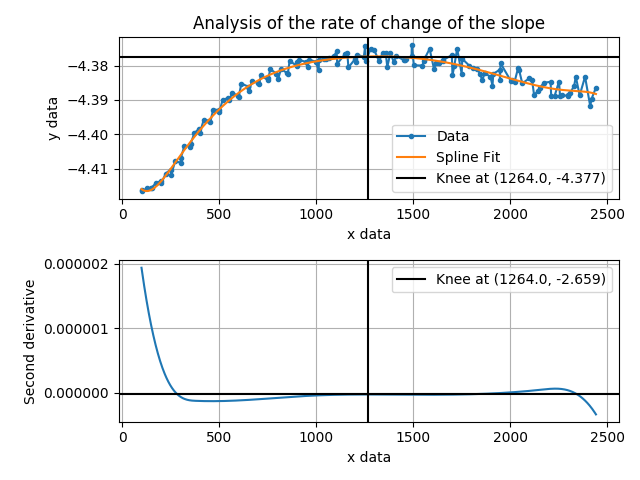 Analysis of the rate of change of the slope
−4.38
−4.39
−4.40
−4.41
y data
Data
Spline Fit
Knee at (1264.0, -4.377)
0 500 1000 1500 2000 2500
x data
0.000002
0.000001
0.000000
Second derivative
Knee at (1264.0, -2.659)
0 500 1000 1500 2000 2500
x data